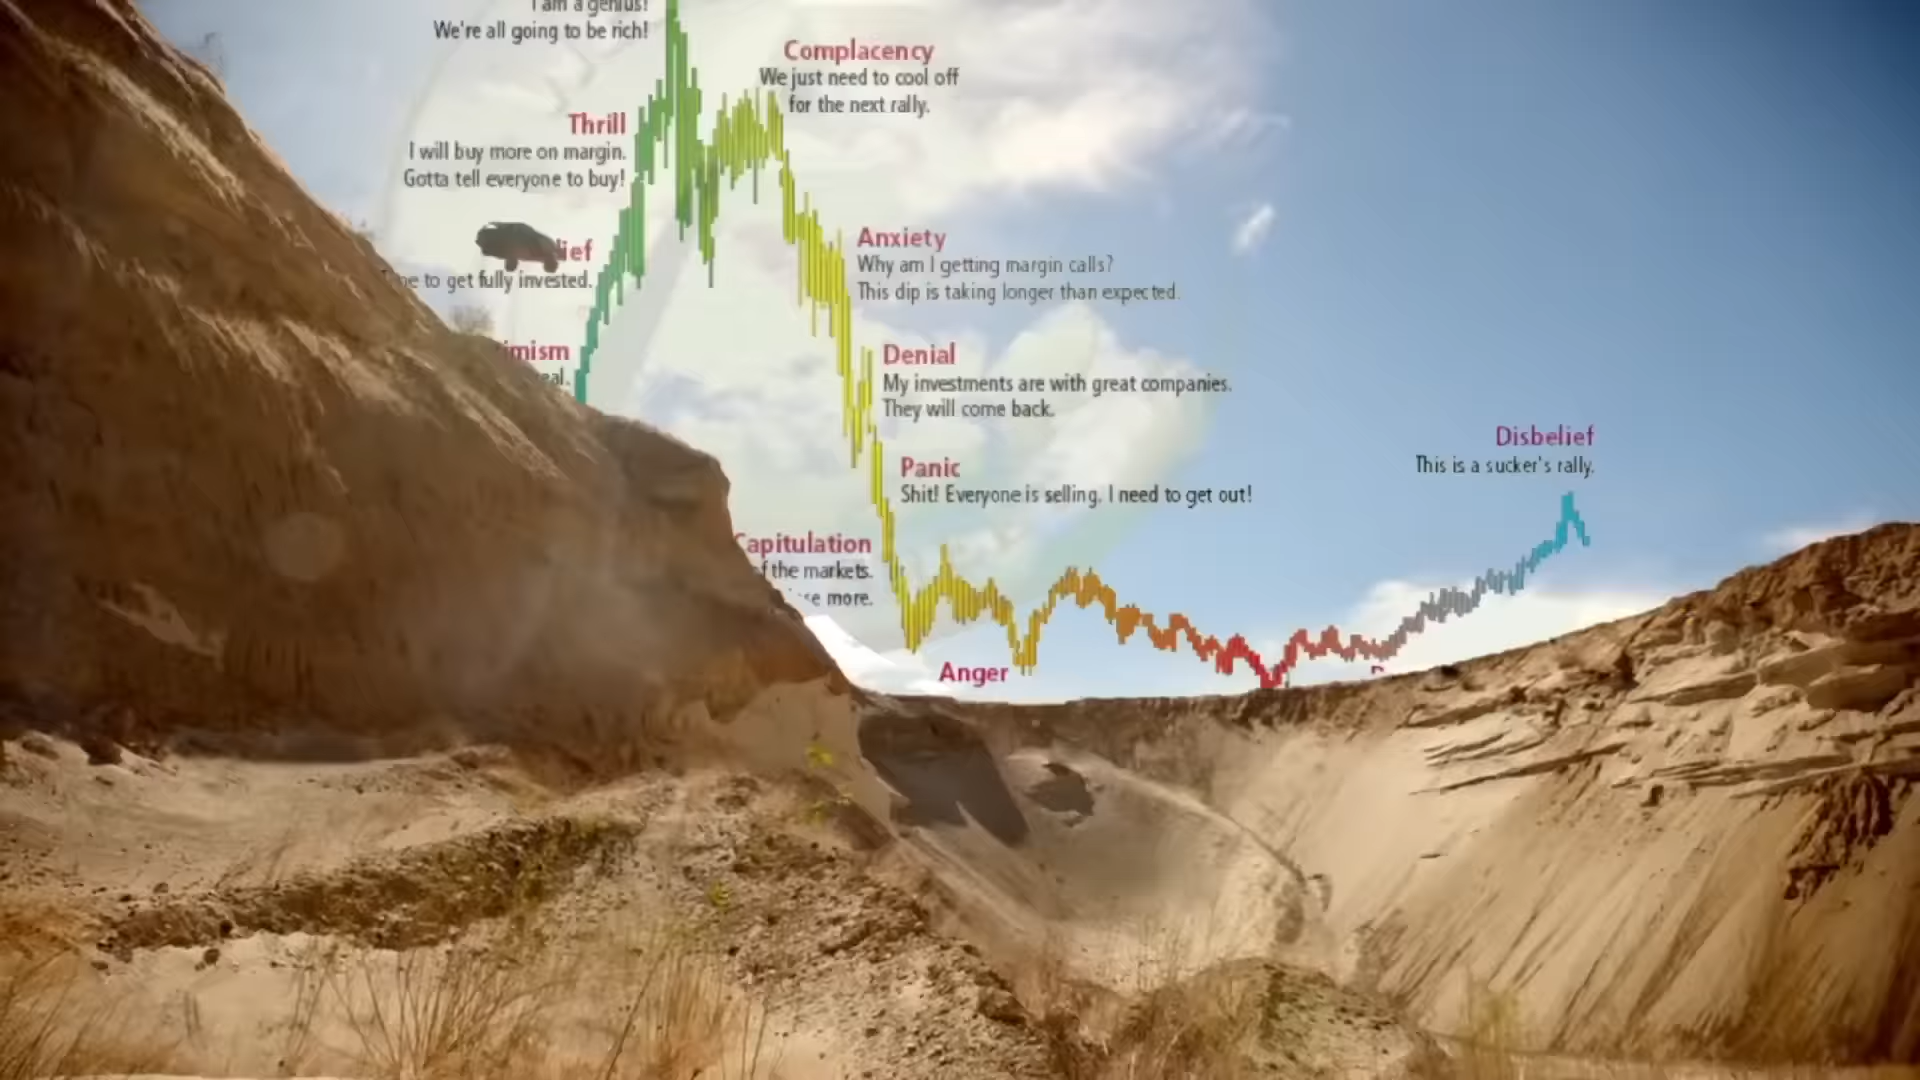 I am a genius!
We're all going to be rich!
Complacency
We just need to cool off
for the next rally.
Thrill
I will buy more on margin.
Gotta tell everyone to buy!
to get fully invested.
Anxiety
Why am I getting margin calls?
This dip is taking longer than expected.
Denial
My investments are with great companies.
They will come back.
Panic
Shit! Everyone is selling. I need to get out!
Capitulation
the markets.
more.
Anger
Disbelief
This is a sucker's rally.